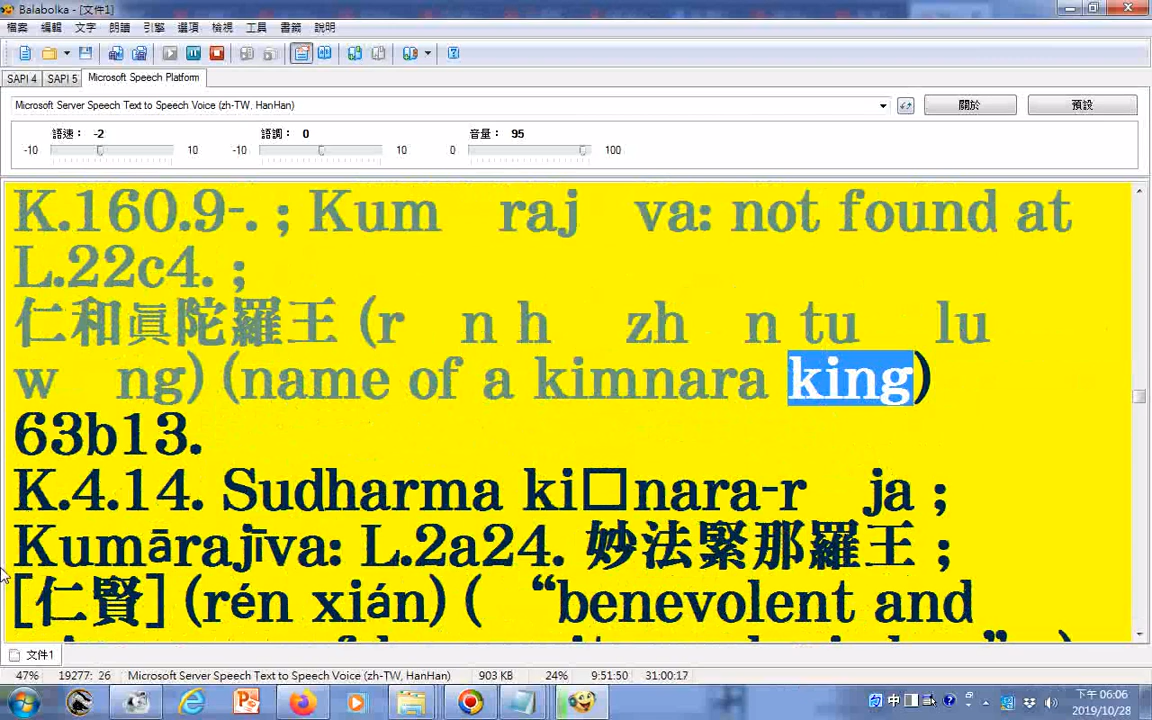 Balabolka - [文件1]
檔案 編輯 文字 朗讀 引擎 選項 檢視 工具 書籤 說明
SAPI 4 SAPI 5 Microsoft Speech Platform
Microsoft Server Speech Text to Speech Voice (zh-TW, HanHan)
關於 預設
語速： -2 語調： 0 音量： 95
-10 10 -10 10 0 100
K.160.9-. ; Kum raj va: not found at
L.22c4. ;
仁和眞陀羅王 (r n h zh n tu lu
w ng) (name of a kimnara king)
63b13.
K.4.14. Sudharma ki□nara-r ja ;
Kumārajīva: L.2a24. 妙法緊那羅王 ;
[仁賢] (rén xián) ( “benevolent and
文件1
47% 19277: 26 Microsoft Server Speech Text to Speech Voice (zh-TW, HanHan) 903 KB 24% 9:51:50 31:00:17
中 下午 06:06
2019/10/28